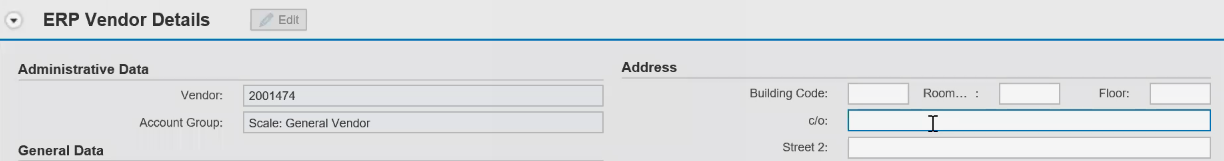 ERP Vendor Details Edit
Administrative Data
Vendor: 2001474
Account Group: Scale: General Vendor
General Data
Address
Building Code: Room... : Floor:
c/o:
Street 2: